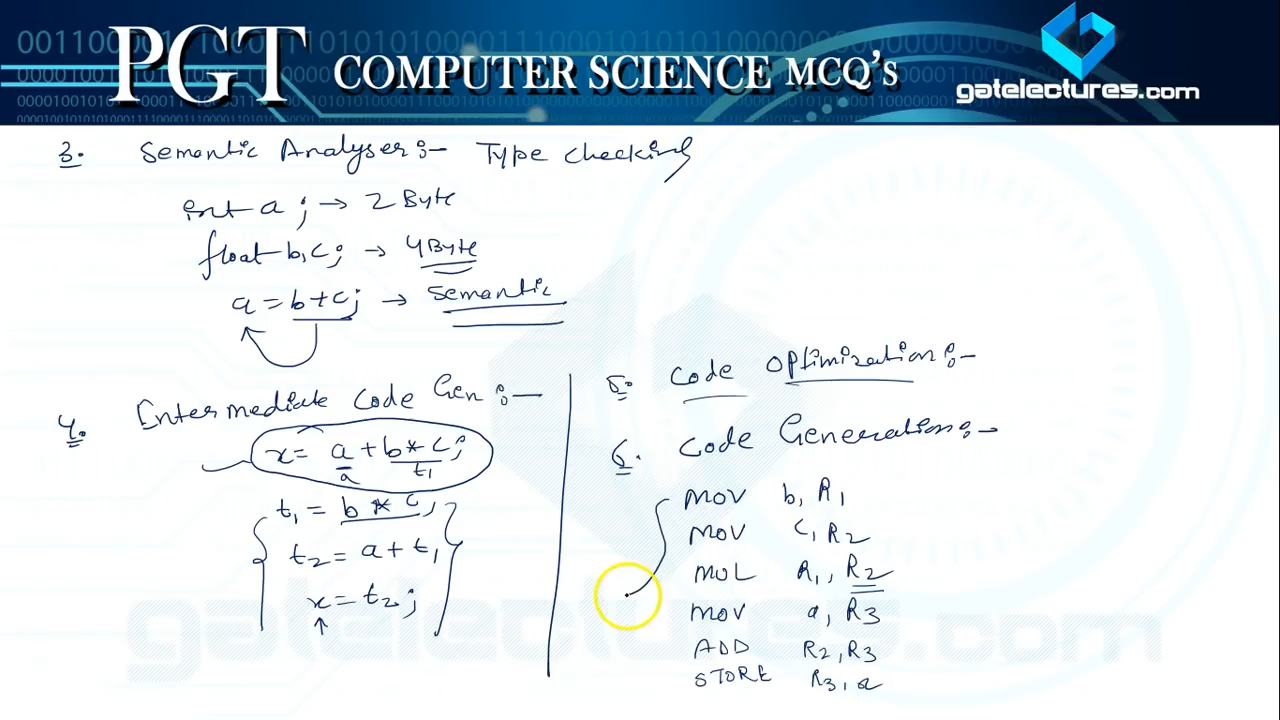 PGT COMPUTER SCIENCE MCQ's
gatelectures.com
3. Semantic Analyser:- Type Checking
int a; → 2 Byte
float b,c; → 4 Byte
a = b+c; → Semantic
4. Intermediate Code Gen:-
x = a + b * c;
a t1
t1 = b * c;
t2 = a + t1
x = t2;
5. Code Optimization:-
6. Code Generation:-
MOV b, R1
MOV c, R2
MUL R1, R2
MOV a, R3
ADD R2, R3
STORE R3, x
gatelectures.com